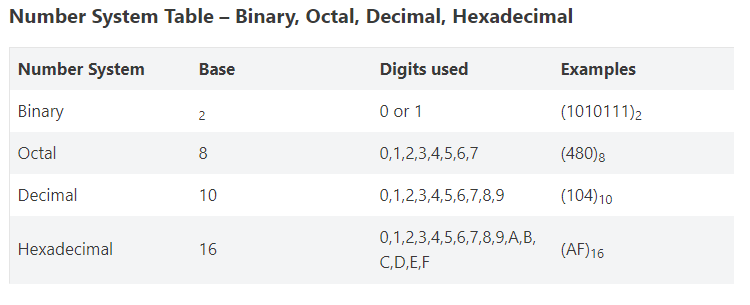 Number System Table – Binary, Octal, Decimal, Hexadecimal
Number System Base Digits used Examples
Binary 2 0 or 1 (1010111)₂
Octal 8 0,1,2,3,4,5,6,7 (480)₈
Decimal 10 0,1,2,3,4,5,6,7,8,9 (104)₁₀
Hexadecimal 16 0,1,2,3,4,5,6,7,8,9,A,B,
C,D,E,F (AF)₁₆